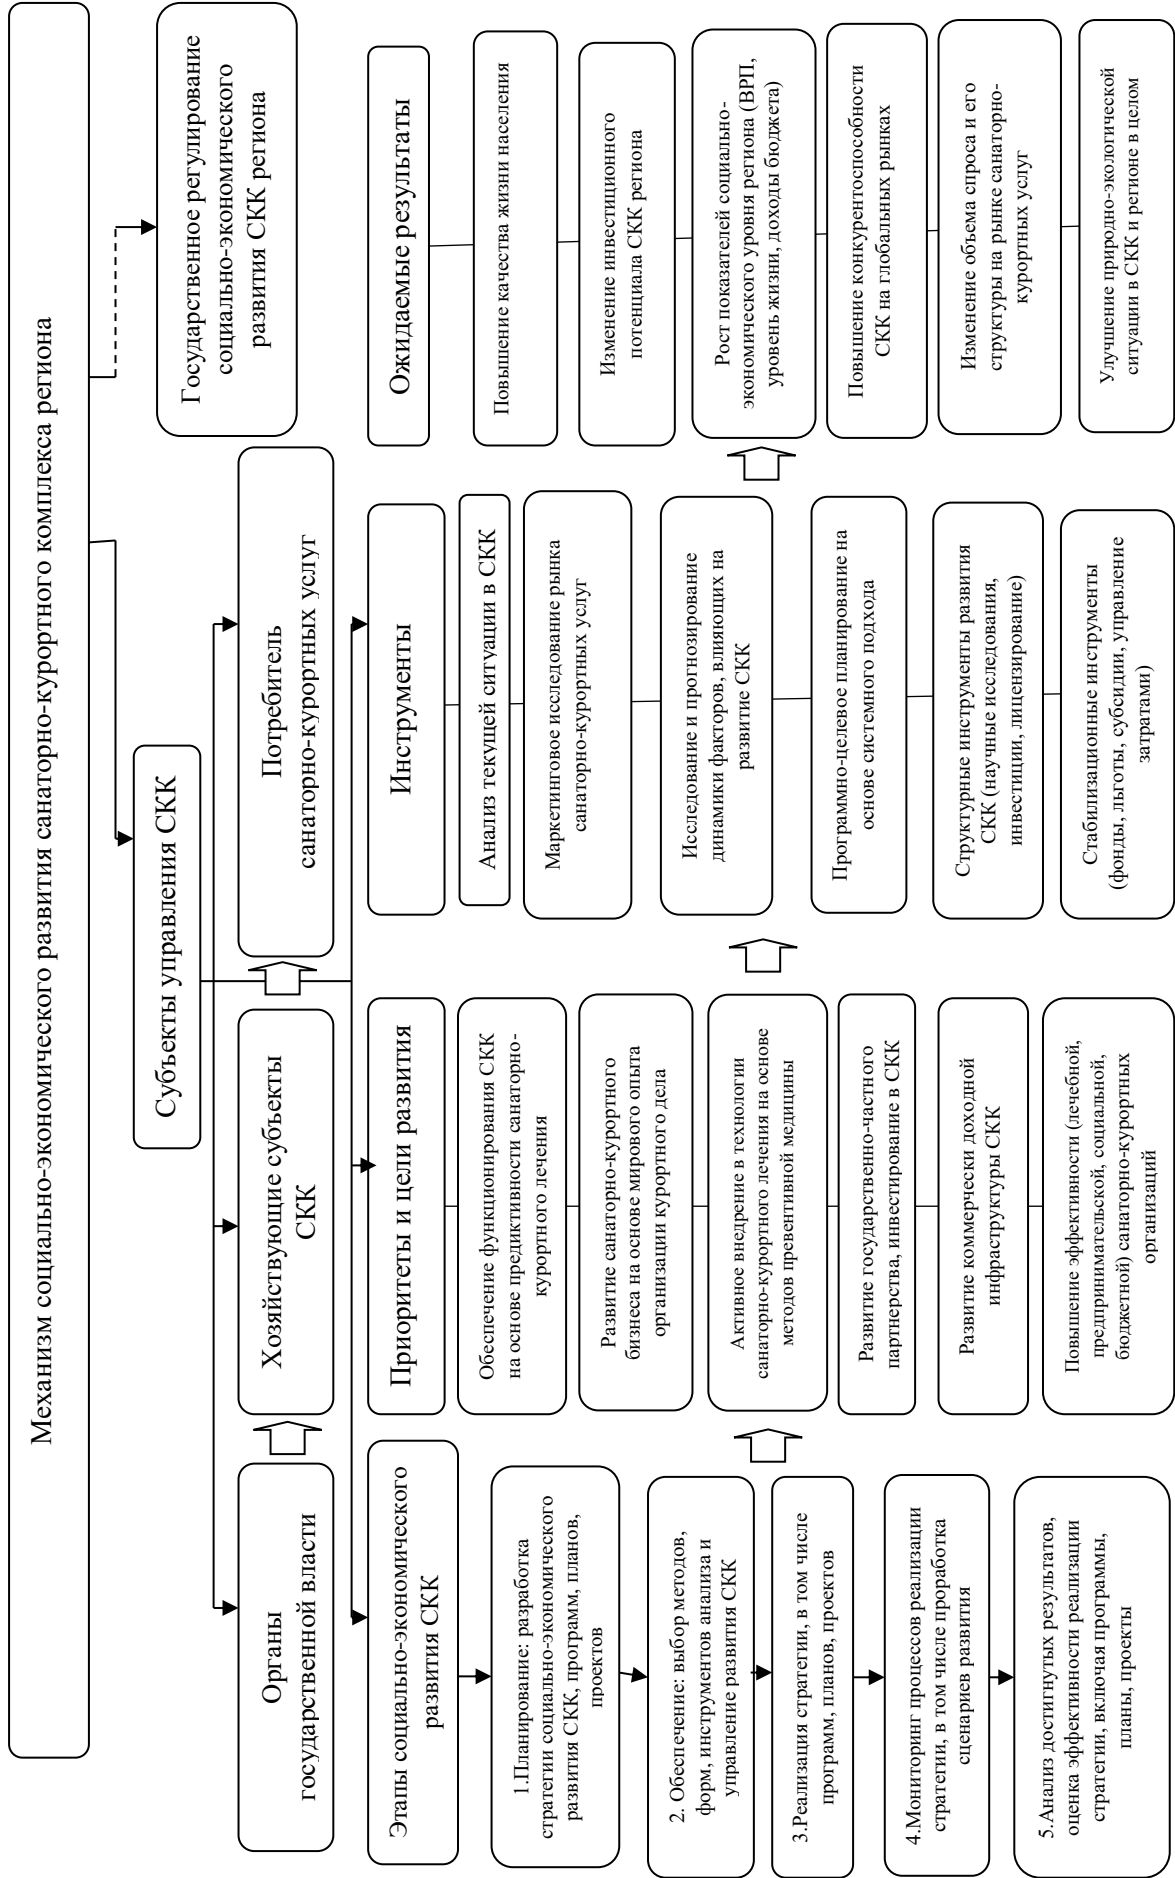 Механизм социально-экономического развития санаторно-курортного комплекса региона
Государственное регулирование
социально-экономического
развития СКК региона
Субъекты управления СКК
Органы
государственной власти
Хозяйствующие субъекты
СКК
Потребитель
санаторно-курортных услуг
Этапы социально-экономического
развития СКК
1.Планирование: разработка
стратегии социально-экономического
развития СКК, программ, планов,
проектов
2. Обеспечение: выбор методов,
форм, инструментов анализа и
управление развития СКК
3.Реализация стратегии, в том числе
программ, планов, проектов
4.Мониторинг процессов реализации
стратегии, в том числе проработка
сценариев развития
5.Анализ достигнутых результатов,
оценка эффективности реализации
стратегии, включая программы,
планы, проекты
Приоритеты и цели развития
Обеспечение функционирования СКК
на основе предиктивности санаторно-
курортного лечения
Развитие санаторно-курортного
бизнеса на основе мирового опыта
организации курортного дела
Активное внедрение в технологии
санаторно-курортного лечения на основе
методов превентивной медицины
Развитие государственно-частного
партнерства, инвестирование в СКК
Развитие коммерчески доходной
инфраструктуры СКК
Повышение эффективности (лечебной,
предпринимательской, социальной,
бюджетной) санаторно-курортных
организаций
Инструменты
Анализ текущей ситуации в СКК
Маркетинговое исследование рынка
санаторно-курортных услуг
Исследование и прогнозирование
динамики факторов, влияющих на
развитие СКК
Программно-целевое планирование на
основе системного подхода
Структурные инструменты развития
СКК (научные исследования,
инвестиции, лицензирование)
Стабилизационные инструменты
(фонды, льготы, субсидии, управление
затратами)
Ожидаемые результаты
Повышение качества жизни населения
Изменение инвестиционного
потенциала СКК региона
Рост показателей социально-
экономического уровня региона (ВРП,
уровень жизни, доходы бюджета)
Повышение конкурентоспособности
СКК на глобальных рынках
Изменение объема спроса и его
структуры на рынке санаторно-
курортных услуг
Улучшение природно-экологической
ситуации в СКК и регионе в целом